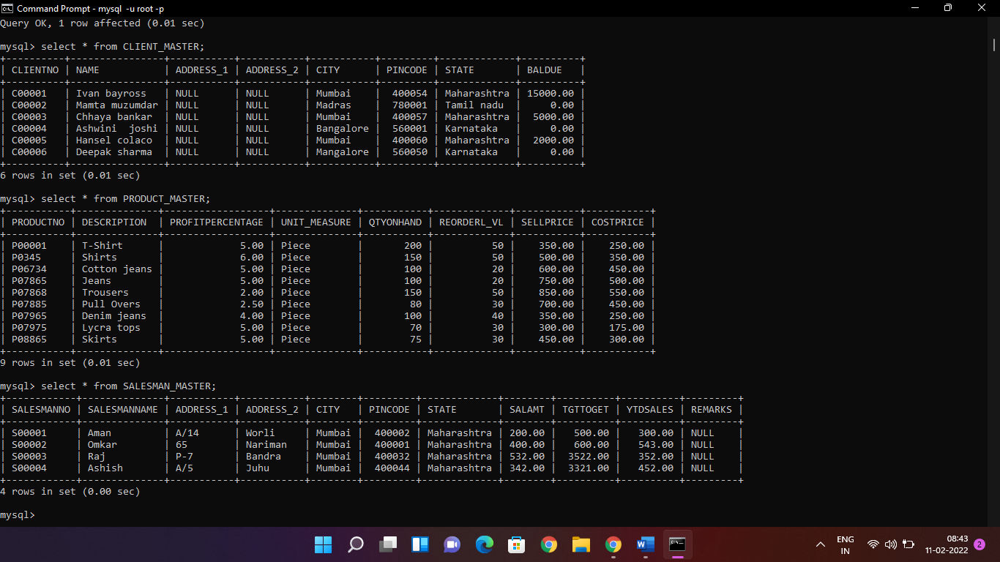 Command Prompt - mysql  -u root -p
Query OK, 1 row affected (0.01 sec)
mysql> select * from CLIENT_MASTER;
+----------+----------------+-----------+-----------+-----------+---------+-------------+----------+
| CLIENTNO | NAME           | ADDRESS_1 | ADDRESS_2 | CITY      | PINCODE | STATE       | BALDUE   |
+----------+----------------+-----------+-----------+-----------+---------+-------------+----------+
| C00001   | Ivan bayross   | NULL      | NULL      | Mumbai    |  400054 | Maharashtra | 15000.00 |
| C00002   | Mamta muzumdar | NULL      | NULL      | Madras    |  780001 | Tamil nadu  |     0.00 |
| C00003   | Chhaya bankar  | NULL      | NULL      | Mumbai    |  400057 | Maharashtra |  5000.00 |
| C00004   | Ashwini  joshi | NULL      | NULL      | Bangalore |  560001 | Karnataka   |     0.00 |
| C00005   | Hansel colaco  | NULL      | NULL      | Mumbai    |  400060 | Maharashtra |  2000.00 |
| C00006   | Deepak sharma  | NULL      | NULL      | Mangalore |  560050 | Karnataka   |     0.00 |
+----------+----------------+-----------+-----------+-----------+---------+-------------+----------+
6 rows in set (0.01 sec)
mysql> select * from PRODUCT_MASTER;
+-----------+--------------+------------------+--------------+-----------+------------+-----------+-----------+
| PRODUCTNO | DESCRIPTION  | PROFITPERCENTAGE | UNIT_MEASURE | QTYONHAND | REORDERL_VL | SELLPRICE | COSTPRICE |
+-----------+--------------+------------------+--------------+-----------+------------+-----------+-----------+
| P00001    | T-Shirt      |             5.00 | Piece        |       200 |         50 |    350.00 |    250.00 |
| P0345     | Shirts       |             6.00 | Piece        |       150 |         50 |    500.00 |    350.00 |
| P06734    | Cotton jeans |             5.00 | Piece        |       100 |         20 |    600.00 |    450.00 |
| P07865    | Jeans        |             5.00 | Piece        |       100 |         20 |    750.00 |    500.00 |
| P07868    | Trousers     |             2.00 | Piece        |       150 |         50 |    850.00 |    550.00 |
| P07885    | Pull Overs   |             2.50 | Piece        |        80 |         30 |    700.00 |    450.00 |
| P07965    | Denim jeans  |             4.00 | Piece        |       100 |         40 |    350.00 |    250.00 |
| P07975    | Lycra tops   |             5.00 | Piece        |        70 |         30 |    300.00 |    175.00 |
| P08865    | Skirts       |             5.00 | Piece        |        75 |         30 |    450.00 |    300.00 |
+-----------+--------------+------------------+--------------+-----------+------------+-----------+-----------+
9 rows in set (0.01 sec)
mysql> select * from SALESMAN_MASTER;
+------------+--------------+-----------+-----------+--------+---------+-------------+--------+----------+----------+---------+
| SALESMANNO | SALESMANNAME | ADDRESS_1 | ADDRESS_2 | CITY   | PINCODE | STATE       | SALAMT | TGTTOGET | YTDSALES | REMARKS |
+------------+--------------+-----------+-----------+--------+---------+-------------+--------+----------+----------+---------+
| S00001     | Aman         | A/14      | Worli     | Mumbai |  400002 | Maharashtra | 200.00 |   500.00 |   300.00 | NULL    |
| S00002     | Omkar        | 65        | Nariman   | Mumbai |  400001 | Maharashtra | 400.00 |   600.00 |   543.00 | NULL    |
| S00003     | Raj          | P-7       | Bandra    | Mumbai |  400032 | Maharashtra | 532.00 |  3522.00 |   352.00 | NULL    |
| S00004     | Ashish       | A/5       | Juhu      | Mumbai |  400044 | Maharashtra | 342.00 |  3321.00 |   452.00 | NULL    |
+------------+--------------+-----------+-----------+--------+---------+-------------+--------+----------+----------+---------+
4 rows in set (0.00 sec)
mysql>
ENG
IN
08:43
11-02-2022
2